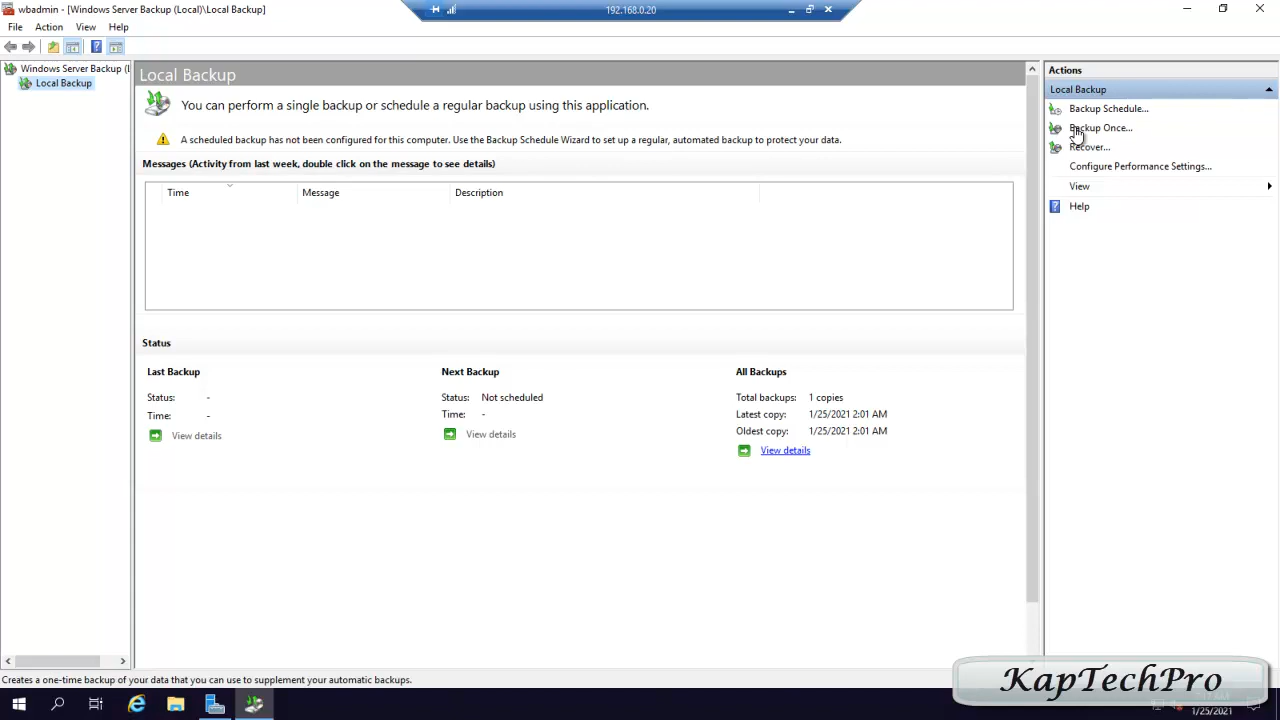 wbadmin - [Windows Server Backup (Local)\Local Backup]
192.168.0.20
File Action View Help
Windows Server Backup (L
Local Backup
Local Backup
You can perform a single backup or schedule a regular backup using this application.
A scheduled backup has not been configured for this computer. Use the Backup Schedule Wizard to set up a regular, automated backup to protect your data.
Messages (Activity from last week, double click on the message to see details)
Time Message Description
Status
Last Backup
Status: -
Time: -
View details
Next Backup
Status: Not scheduled
Time: -
View details
All Backups
Total backups: 1 copies
Latest copy: 1/25/2021 2:01 AM
Oldest copy: 1/25/2021 2:01 AM
View details
Actions
Local Backup
Backup Schedule...
Backup Once...
Recover...
Configure Performance Settings...
View
Help
Creates a one-time backup of your data that you can use to supplement your automatic backups.
KapTechPro
1/25/2021